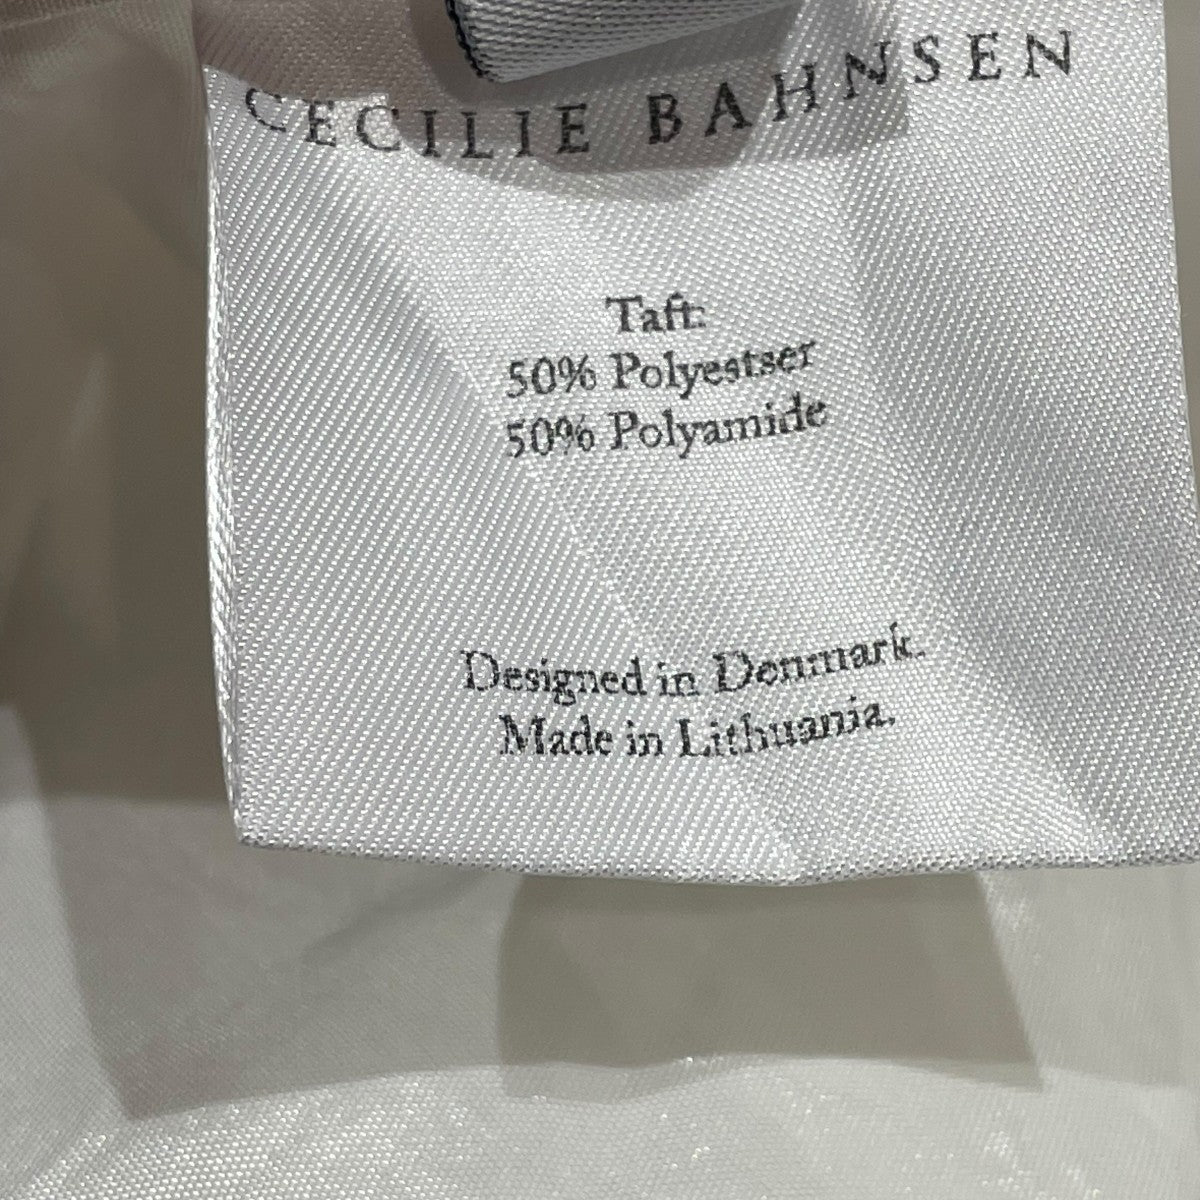 CECILIE BAHNSEN
Taft:
50% Polyestser
50% Polyamide
Designed in Denmark.
Made in Lithuania.